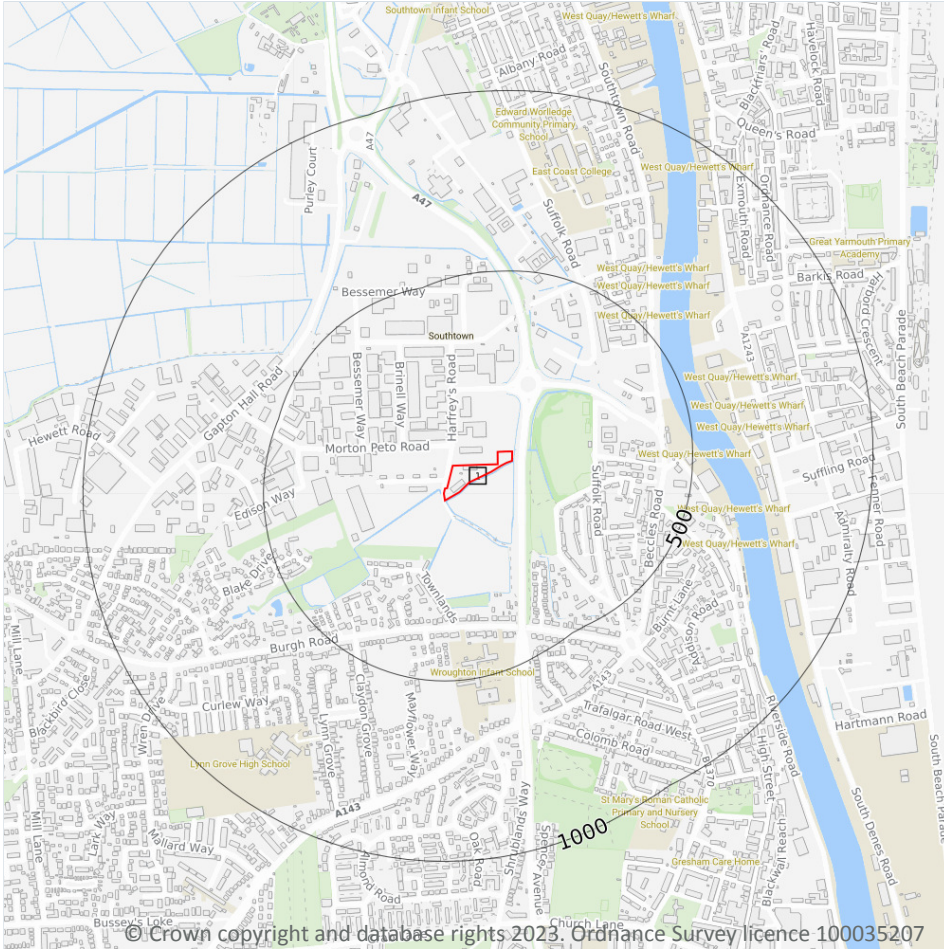 Southtown Infant School
West Quay/Hewett's Wharf
Albany Road
Southtown Road
Blackfriars' Road
Havelock Road
Edward Worlledge
Community Primary
School
Queen's Road
A47
Purley Court
East Coast College
West Quay/Hewett's Wharf
Exmouth Road
Ordnance Road
A47
Suffolk Road
Great Yarmouth Primary
Academy
West Quay/Hewett's Wharf
Barkis Road
Harbord Crescent
West Quay/Hewett's Wharf
Bessemer Way
West Quay/Hewett's Wharf
A1243
South Beach Parade
Southtown
Bessemer Way
Brinell Way
Harfrey's Road
Gapton Hall Road
West Quay/Hewett's Wharf
West Quay/Hewett's Wharf
West Quay/Hewett's Wharf
Hewett Road
Morton Peto Road
West Quay/Hewett's Wharf
Suffling Road
Fenner Road
1
Edison Way
Suffolk Road
Beccles Road
500
West Quay/Hewett's Wharf
Admiralty Road
West Quay/Hewett's Wharf
Blake Drive
Townlands
Burnt Lane
Addison Road
Mill Lane
Burgh Road
Wroughton Infant School
A143
Blackbird Close
Wren Drive
Curlew Way
Lynn Grove
Claydon Grove
Mayflower Way
Trafalgar Road West
Colomb Road
B1370
High Street
Riverside Road
Hartmann Road
Lynn Grove High School
South Beach Parade
A143
Mill Lane
Lark Way
Mallard Way
St Mary's Roman Catholic
Primary and Nursery
School
South Denes Road
1000
Oak Road
Shrublands Way
Spencer Avenue
Gresham Care Home
Blackwall Reach
Bussey's Loke
Church Lane
© Crown copyright and database rights 2023. Ordnance Survey licence 100035207